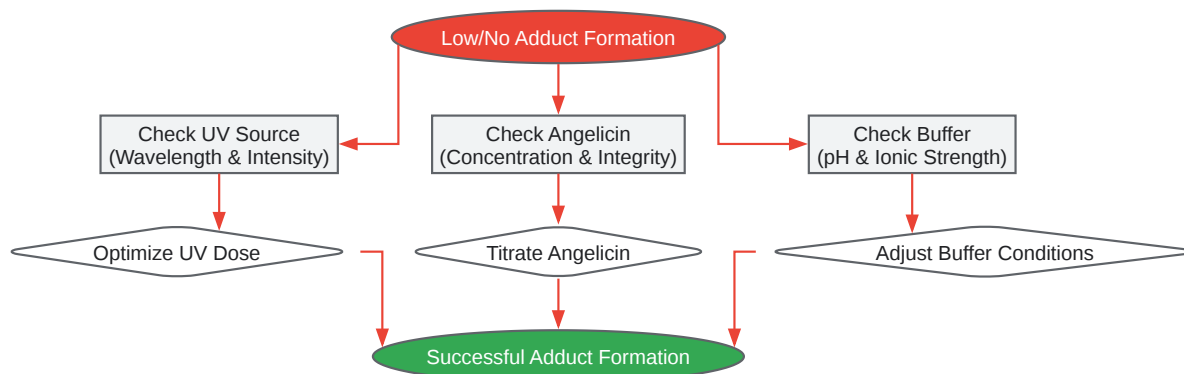 Low/No Adduct Formation
Check UV Source
(Wavelength & Intensity)
Check Angelicin
(Concentration & Integrity)
Check Buffer
(pH & Ionic Strength)
Optimize UV Dose
Titrate Angelicin
Adjust Buffer Conditions
Successful Adduct Formation